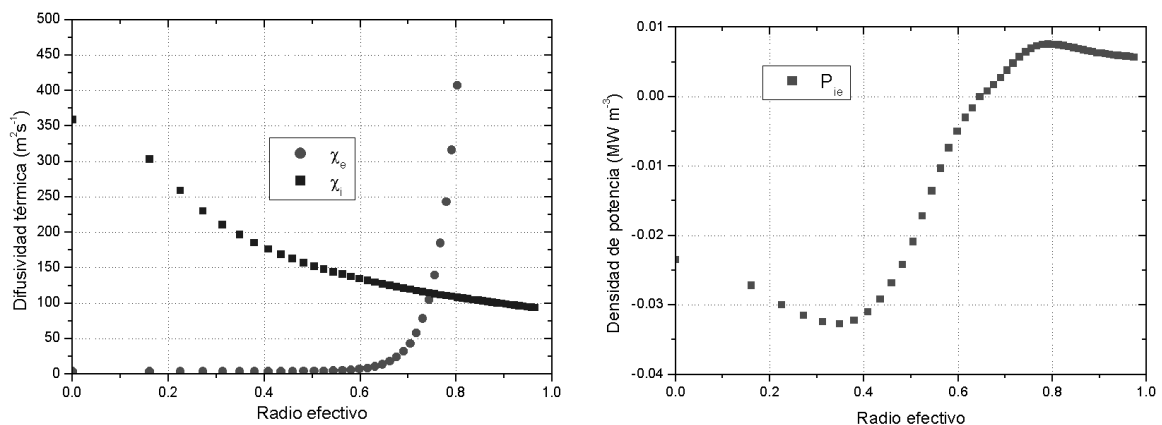 Difusividad térmica (m²s⁻¹)
500
450
400
350
300
250
200
150
100
50
0
χe
χi
0.0 0.2 0.4 0.6 0.8 1.0
Radio efectivo
Densidad de potencia (MW m⁻³)
0.01
0.00
-0.01
-0.02
-0.03
-0.04
Pie
0.0 0.2 0.4 0.6 0.8 1.0
Radio efectivo